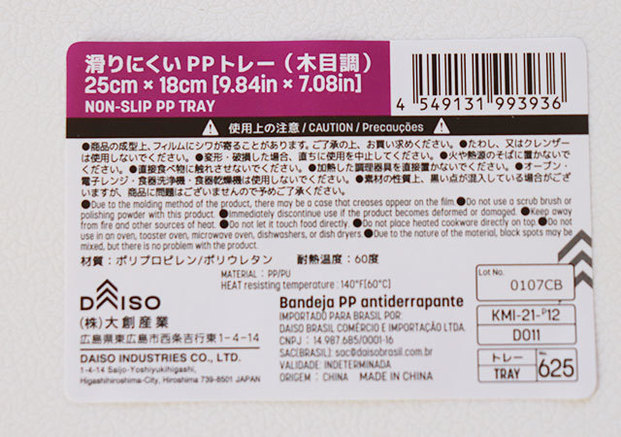 滑りにくいPPトレー（木目調）
25cm × 18cm [9.84in × 7.08in]
NON-SLIP PP TRAY
4 549131 993936
使用上の注意 / CAUTION / Precauções
●商品の成型上、フィルムにシワが寄ることがあります。ご了承の上、お買い求めください。●たわし、又はクレンザー
は使用しないでください。●変形・破損した場合、直ちに使用を中止してください。●火や熱源のそばに置かないで
ください。●直接食べ物に触れさせないでください。●加熱した調理器具を直接置かないでください。●オーブン・
電子レンジ・食器洗浄機・食器乾燥機は使用しないでください。●素材の性質上、黒い点が混入している場合がござ
いますが、商品に問題はございませんので予めご了承ください。
●Due to the molding method of the product, there may be a case that creases appear on the film.●Do not use a scrub brush or
polishing powder with this product.●Immediately discontinue use if the product becomes deformed or damaged.●Keep away
from fire and other sources of heat.●Do not let it touch food directly.●Do not place heated cookware directly on top.●Do not
use in an oven, toaster oven, microwave oven, dishwashers, or dish dryers.●Due to the nature of the material, black spots may be
mixed, but there is no problem with the product.
材質：ポリプロピレン/ポリウレタン 耐熱温度：60度
MATERIAL : PP/PU
HEAT resisting temperature : 140°F[60°C]
DAISO
(株)大創産業
広島県東広島市西条吉行東1-4-14
DAISO INDUSTRIES CO., LTD.
1-4-14 Saijo-Yoshiyukihigashi,
Higashihiroshima-City, Hiroshima 739-8501 JAPAN
Bandeja PP antiderrapante
IMPORTADO PARA BRASIL POR:
DAISO BRASIL COMÉRCIO E IMPORTAÇÃO LTDA.
CNPJ : 14.987.685/0001-16
SAC(BRASIL): sac@daisobrasil.com.br
VALIDADE: INDETERMINADA
ORIGEM : CHINA MADE IN CHINA
Lot No.
0107CB
KMI-21-P12
D011
トレー
TRAY
No.
625